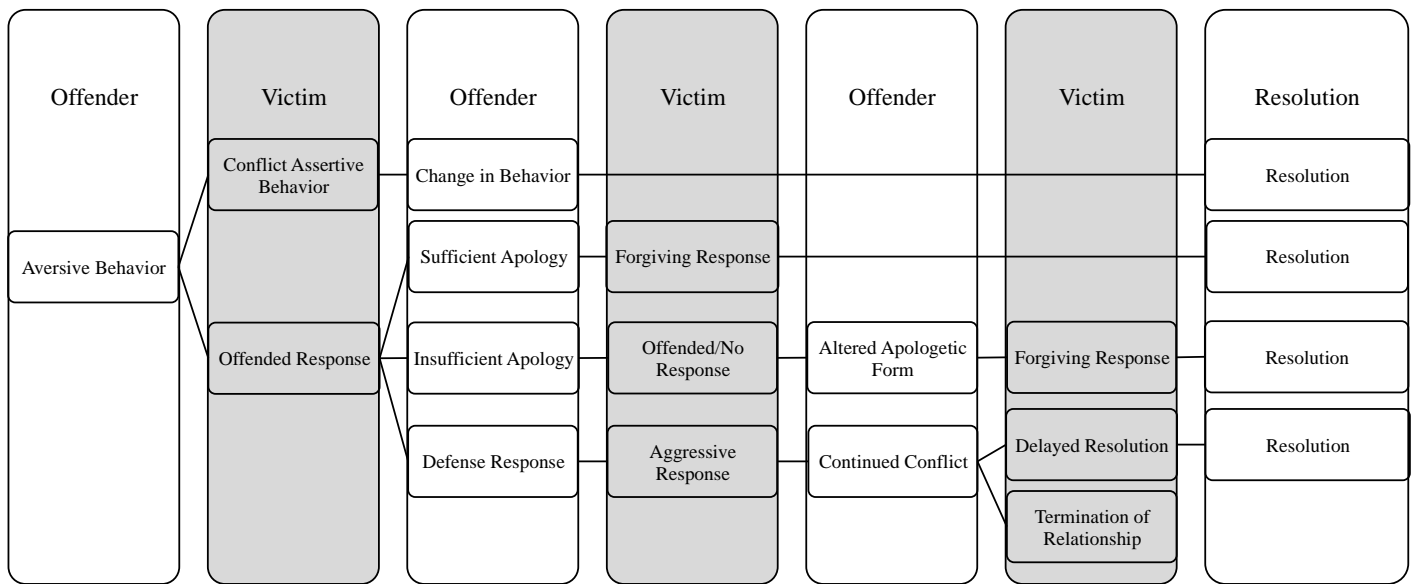 Offender
Victim
Offender
Victim
Offender
Victim
Resolution
Conflict Assertive
Behavior
Change in Behavior
Resolution
Aversive Behavior
Sufficient Apology
Forgiving Response
Resolution
Offended Response
Insufficient Apology
Offended/No
Response
Altered Apologetic
Form
Forgiving Response
Resolution
Defense Response
Aggressive
Response
Continued Conflict
Delayed Resolution
Resolution
Termination of
Relationship